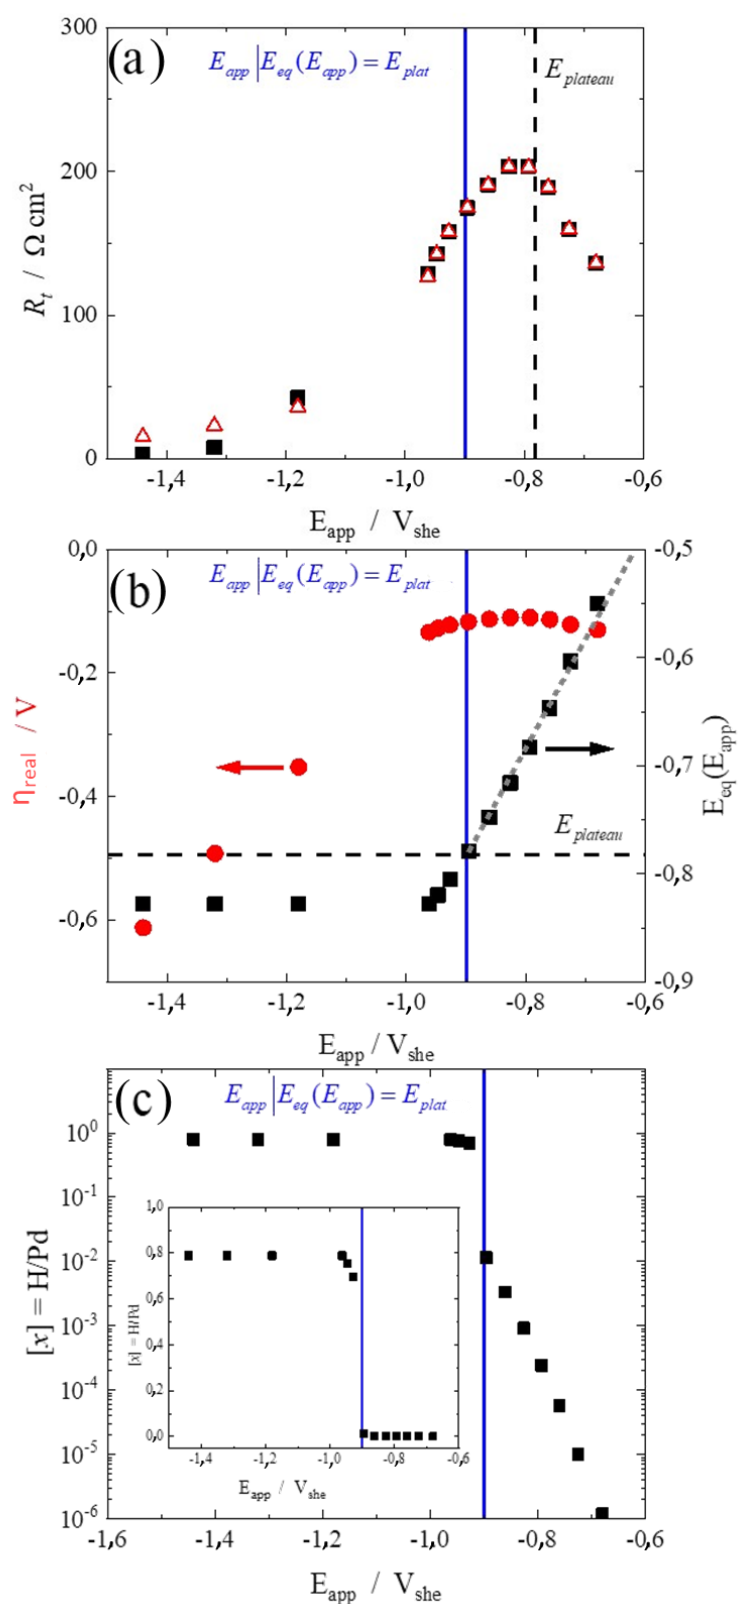 (a)
E_app | E_eq(E_app) = E_plat
E_plateau
300
200
100
0
R_t / Ω cm²
-1,4 -1,2 -1,0 -0,8 -0,6
E_app / V_she
(b)
E_app | E_eq(E_app) = E_plat
0,0
-0,2
-0,4
-0,6
η_real / V
-0,5
-0,6
-0,7
-0,8
-0,9
E_eq(E_app)
E_plateau
-1,4 -1,2 -1,0 -0,8 -0,6
E_app / V_she
(c)
E_app | E_eq(E_app) = E_plat
10⁰
10⁻¹
10⁻²
10⁻³
10⁻⁴
10⁻⁵
10⁻⁶
[x] = H/Pd
1,0
0,8
0,6
0,4
0,2
0,0
[x] = H/Pd
-1,4 -1,2 -1,0 -0,8 -0,6
E_app / V_she
-1,6 -1,4 -1,2 -1,0 -0,8 -0,6
E_app / V_she